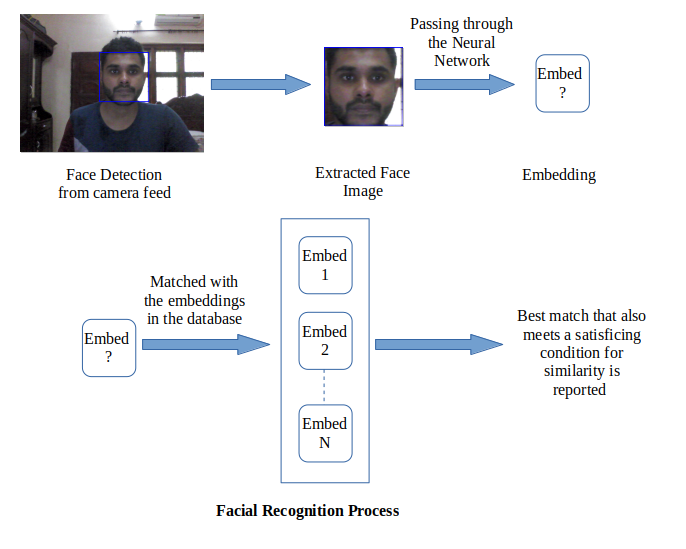 Passing through
the Neural
Network
Embed
?
Face Detection
from camera feed
Extracted Face
Image
Embedding
Embed
1
Matched with
the embeddings
in the database
Embed
?
Embed
2
Embed
N
Best match that also
meets a satisficing
condition for
similarity is
reported
Facial Recognition Process